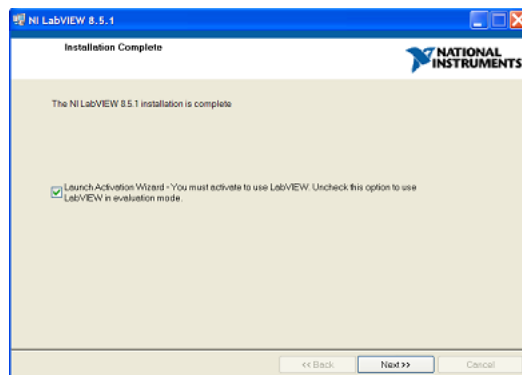 NI LabVIEW 8.5.1
Installation Complete
NATIONAL
INSTRUMENTS
The NI LabVIEW 8.5.1 installation is complete
Launch Activation Wizard - You must activate to use LabVIEW. Uncheck this option to use
LabVIEW in evaluation mode.
<< Back
Next >>
Cancel